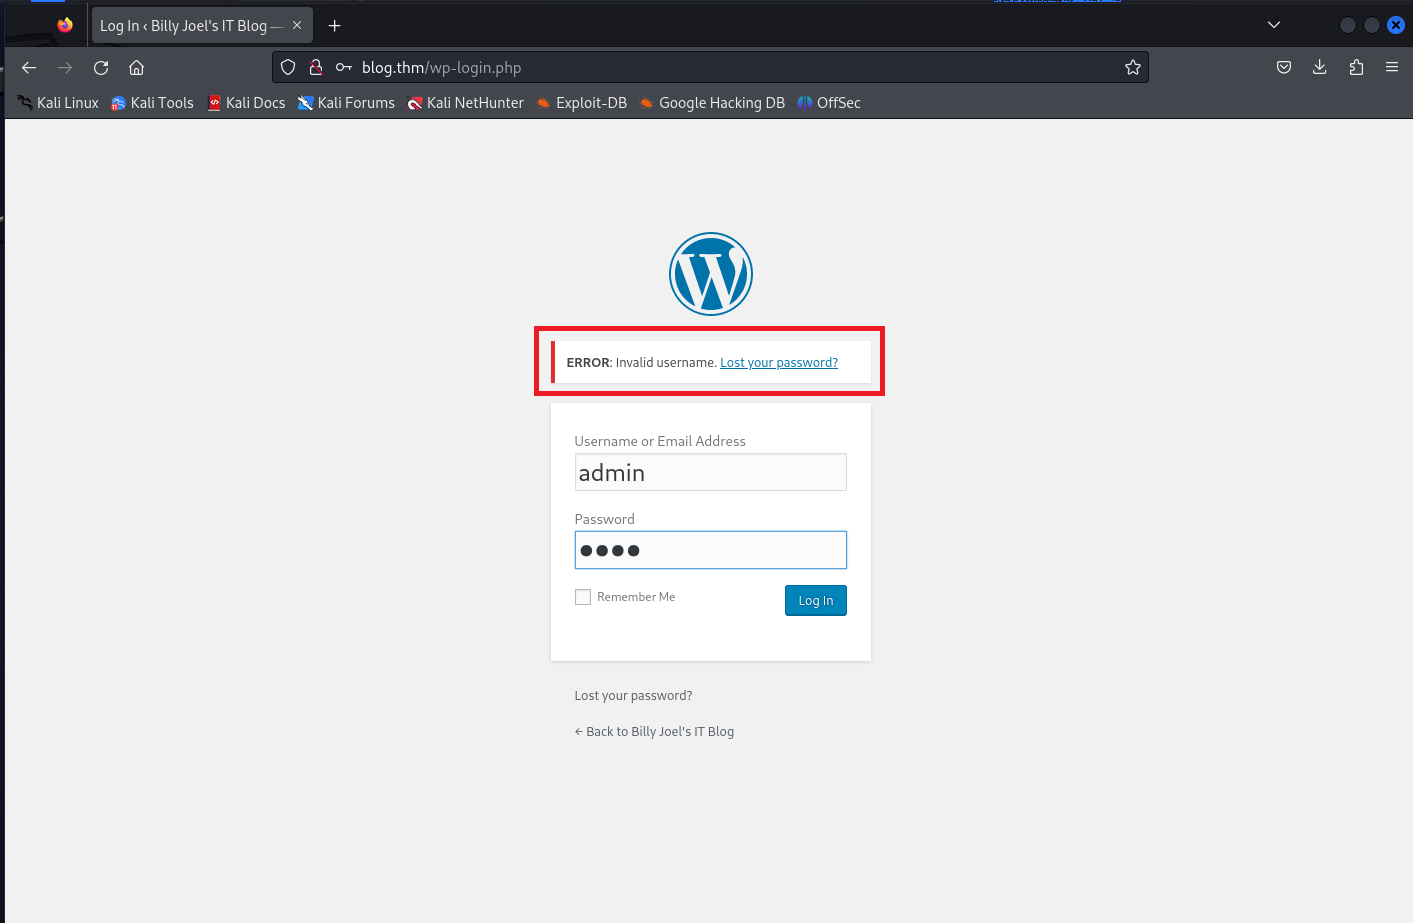 Log In ‹ Billy Joel's IT Blog —
blog.thm/wp-login.php
Kali Linux Kali Tools Kali Docs Kali Forums Kali NetHunter Exploit-DB Google Hacking DB OffSec
ERROR: Invalid username. Lost your password?
Username or Email Address
admin
Password
Remember Me Log In
Lost your password?
← Back to Billy Joel's IT Blog